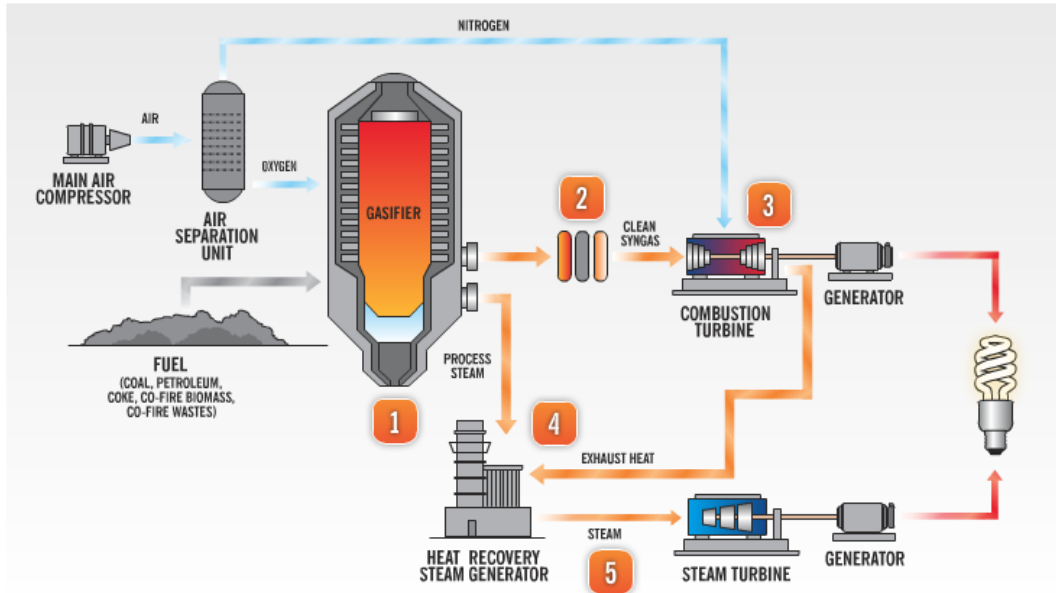 NITROGEN
AIR
MAIN AIR
COMPRESSOR
OXYGEN
AIR
SEPARATION
UNIT
GASIFIER
2
CLEAN
SYNGAS
3
GENERATOR
COMBUSTION
TURBINE
FUEL
(COAL, PETROLEUM,
COKE, CO-FIRE BIOMASS,
CO-FIRE WASTES)
PROCESS
STEAM
1
4
EXHAUST HEAT
HEAT RECOVERY
STEAM GENERATOR
STEAM
5
STEAM TURBINE
GENERATOR